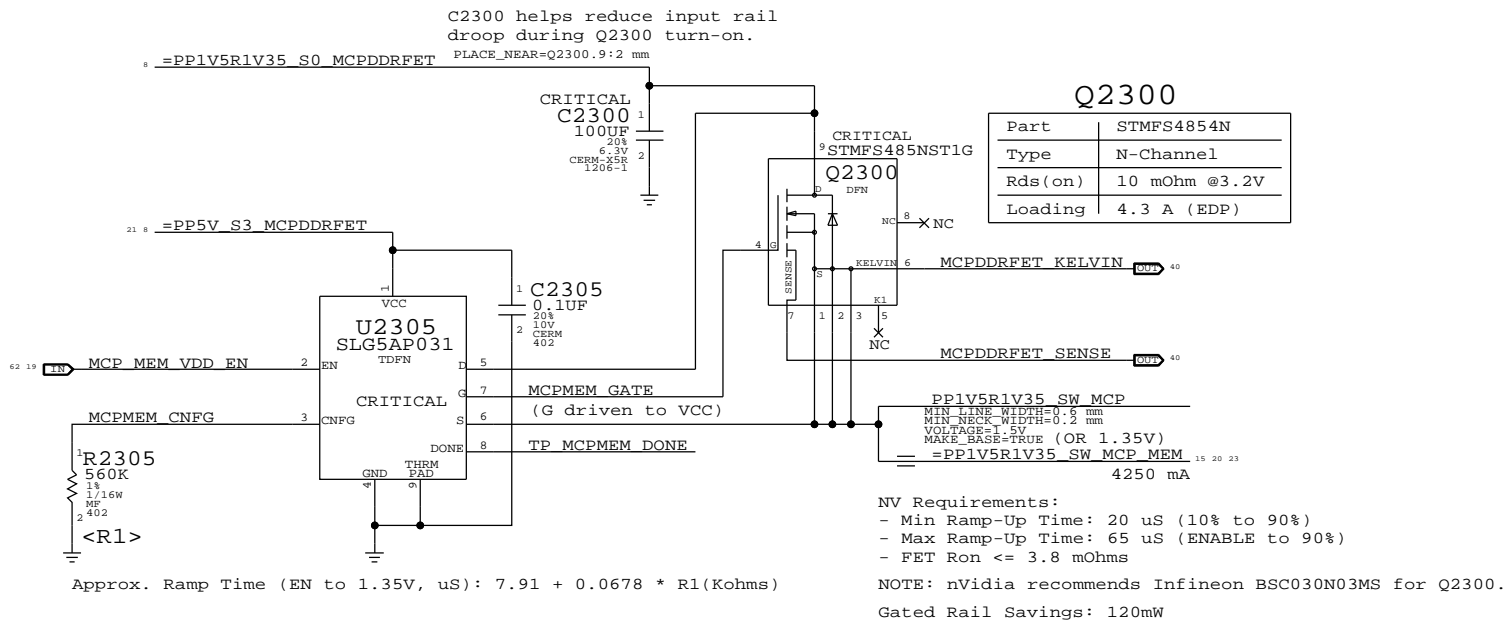 C2300 helps reduce input rail
droop during Q2300 turn-on.
PLACE_NEAR=Q2300.9:2 mm
8 =PP1V5R1V35_S0_MCPDDRFET
CRITICAL
C2300 1
100UF
20%
6.3V
CERM-X5R 2
1206-1
CRITICAL
9 STMFS485NST1G
Q2300
DFN
D
NC 8 NC
4 G
S
SENSE
KELVIN 6 MCPDDRFET_KELVIN OUT 40
K1
7 1 2 3 5
NC
MCPDDRFET_SENSE OUT 40
Q2300
Part STMFS4854N
Type N-Channel
Rds(on) 10 mOhm @3.2V
Loading 4.3 A (EDP)
21 8 =PP5V_S3_MCPDDRFET
1
VCC
1 C2305
0.1UF
20%
10V
2 CERM
402
U2305
SLG5AP031
TDFN
62 19 IN MCP_MEM_VDD_EN 2 EN
D 5
CRITICAL
G 7 MCPMEM_GATE
(G driven to VCC)
MCPMEM_CNFG 3 CNFG
S 6
DONE 8 TP_MCPMEM_DONE
THRM
GND PAD
4 9
1 R2305
560K
1%
1/16W
MF
2 402
<R1>
PP1V5R1V35_SW_MCP
MIN_LINE_WIDTH=0.6 mm
MIN_NECK_WIDTH=0.2 mm
VOLTAGE=1.5V
MAKE_BASE=TRUE (OR 1.35V)
=PP1V5R1V35_SW_MCP_MEM 15 20 23
4250 mA
NV Requirements:
- Min Ramp-Up Time: 20 uS (10% to 90%)
- Max Ramp-Up Time: 65 uS (ENABLE to 90%)
- FET Ron <= 3.8 mOhms
Approx. Ramp Time (EN to 1.35V, uS): 7.91 + 0.0678 * R1(Kohms)
NOTE: nVidia recommends Infineon BSC030N03MS for Q2300.
Gated Rail Savings: 120mW